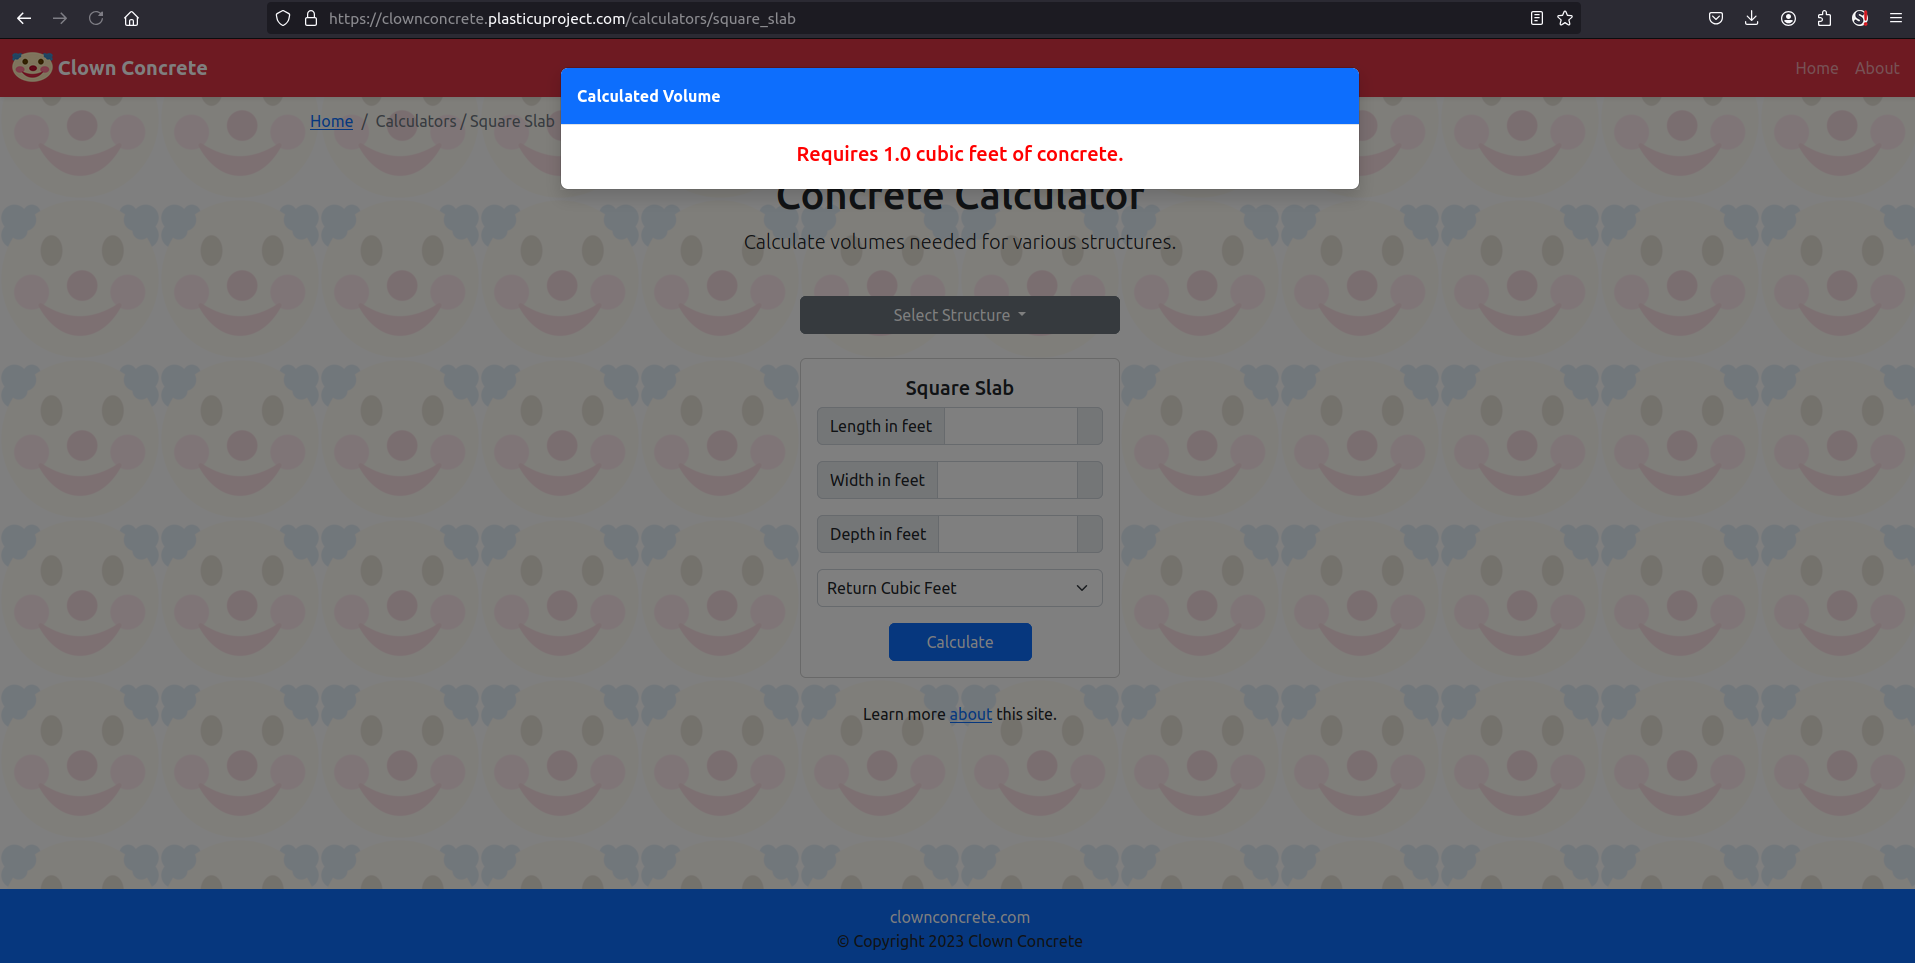 https://clownconcrete.plasticuproject.com/calculators/square_slab
Clown Concrete
Home About
Calculated Volume
Home / Calculators / Square Slab
Requires 1.0 cubic feet of concrete.
Concrete Calculator
Calculate volumes needed for various structures.
Select Structure
Square Slab
Length in feet
Width in feet
Depth in feet
Return Cubic Feet
Calculate
Learn more about this site.
clownconcrete.com
© Copyright 2023 Clown Concrete